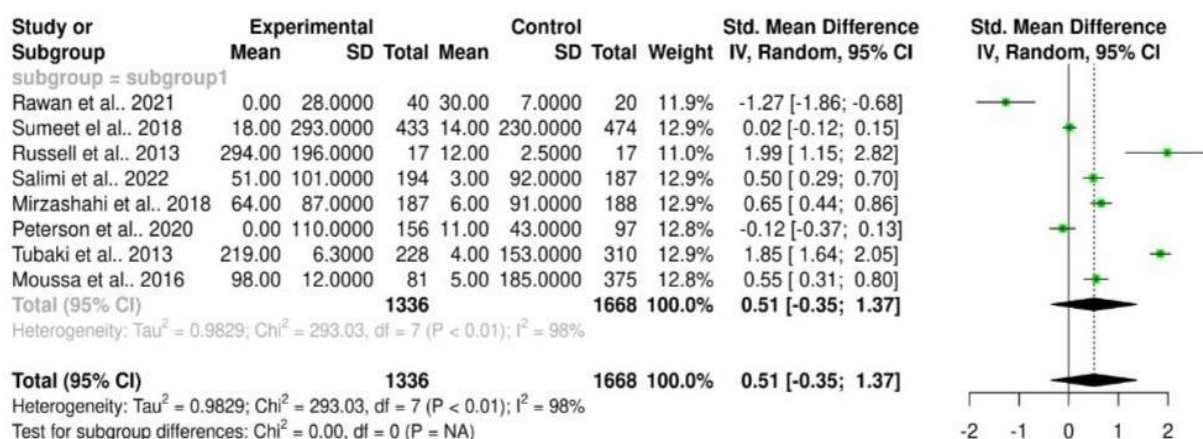 Study or Experimental Control Std. Mean Difference Std. Mean Difference
Subgroup Mean SD Total Mean SD Total Weight IV, Random, 95% CI IV, Random, 95% CI
subgroup = subgroup1
Rawan et al.. 2021 0.00 28.0000 40 30.00 7.0000 20 11.9% -1.27 [-1.86; -0.68]
Sumeet el al.. 2018 18.00 293.0000 433 14.00 230.0000 474 12.9% 0.02 [-0.12; 0.15]
Russell et al.. 2013 294.00 196.0000 17 12.00 2.5000 17 11.0% 1.99 [ 1.15; 2.82]
Salimi et al.. 2022 51.00 101.0000 194 3.00 92.0000 187 12.9% 0.50 [ 0.29; 0.70]
Mirzashahi et al.. 2018 64.00 87.0000 187 6.00 91.0000 188 12.9% 0.65 [ 0.44; 0.86]
Peterson et al.. 2020 0.00 110.0000 156 11.00 43.0000 97 12.8% -0.12 [-0.37; 0.13]
Tubaki et al. 2013 219.00 6.3000 228 4.00 153.0000 310 12.9% 1.85 [ 1.64; 2.05]
Moussa et al. 2016 98.00 12.0000 81 5.00 185.0000 375 12.8% 0.55 [ 0.31; 0.80]
Total (95% CI) 1336 1668 100.0% 0.51 [-0.35; 1.37]
Heterogeneity: Tau² = 0.9829; Chi² = 293.03, df = 7 (P < 0.01); I² = 98%
Total (95% CI) 1336 1668 100.0% 0.51 [-0.35; 1.37]
Heterogeneity: Tau² = 0.9829; Chi² = 293.03, df = 7 (P < 0.01); I² = 98%
Test for subgroup differences: Chi² = 0.00, df = 0 (P = NA)
-2 -1 0 1 2